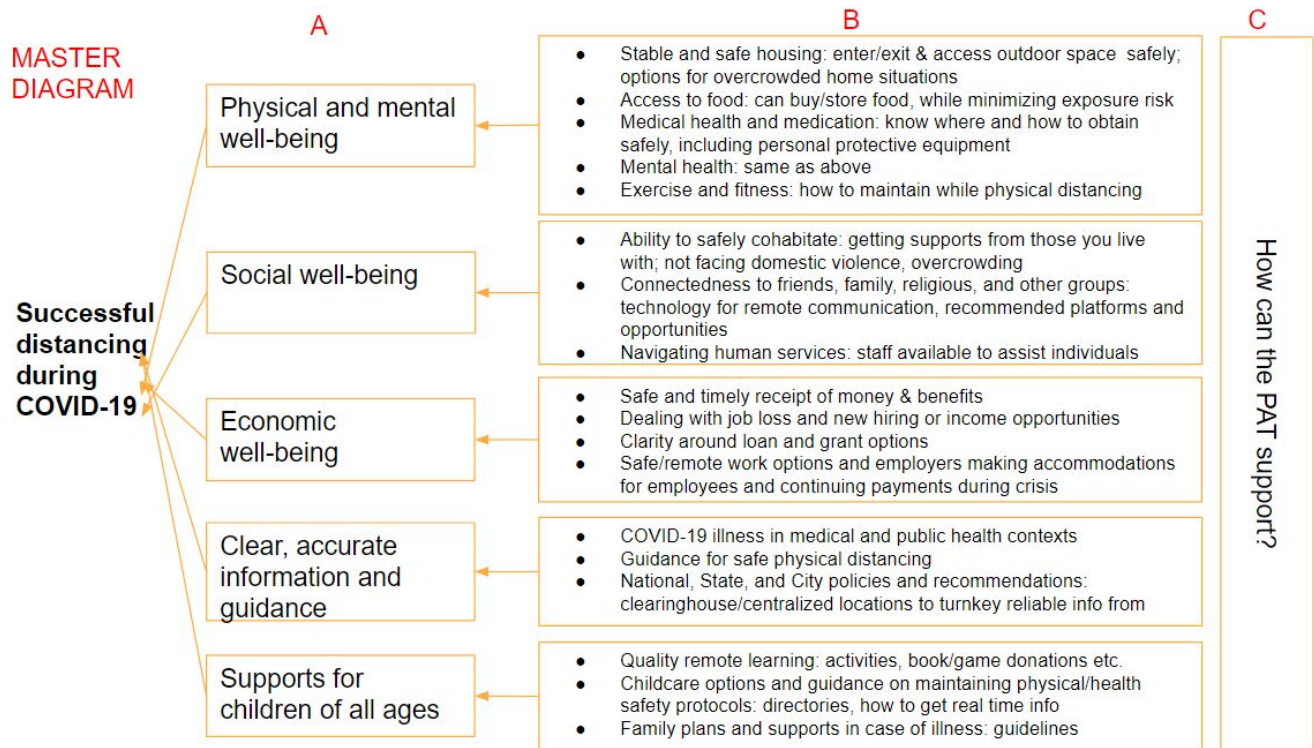 A
B
C
MASTER
DIAGRAM
Successful
distancing
during
COVID-19
Physical and mental
well-being
● Stable and safe housing: enter/exit & access outdoor space safely;
options for overcrowded home situations
● Access to food: can buy/store food, while minimizing exposure risk
● Medical health and medication: know where and how to obtain
safely, including personal protective equipment
● Mental health: same as above
● Exercise and fitness: how to maintain while physical distancing
Social well-being
● Ability to safely cohabitate: getting supports from those you live
with; not facing domestic violence, overcrowding
● Connectedness to friends, family, religious, and other groups:
technology for remote communication, recommended platforms and
opportunities
● Navigating human services: staff available to assist individuals
Economic
well-being
● Safe and timely receipt of money & benefits
● Dealing with job loss and new hiring or income opportunities
● Clarity around loan and grant options
● Safe/remote work options and employers making accommodations
for employees and continuing payments during crisis
Clear, accurate
information and
guidance
● COVID-19 illness in medical and public health contexts
● Guidance for safe physical distancing
● National, State, and City policies and recommendations:
clearinghouse/centralized locations to turnkey reliable info from
Supports for
children of all ages
● Quality remote learning: activities, book/game donations etc.
● Childcare options and guidance on maintaining physical/health
safety protocols: directories, how to get real time info
● Family plans and supports in case of illness: guidelines
How can the PAT support?